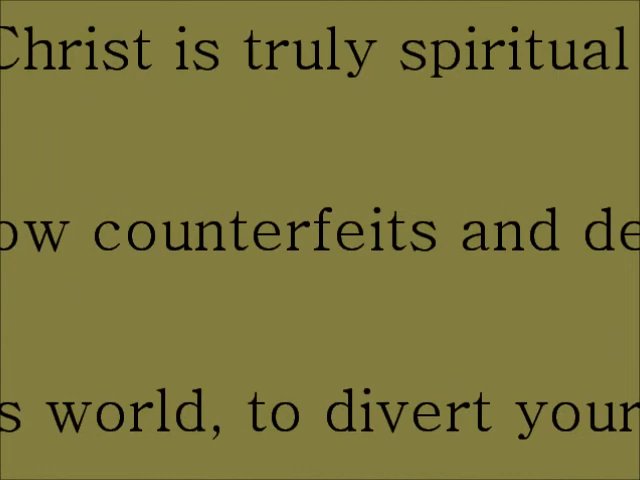 Christ is truly spiritual
ow counterfeits and de
s world, to divert your